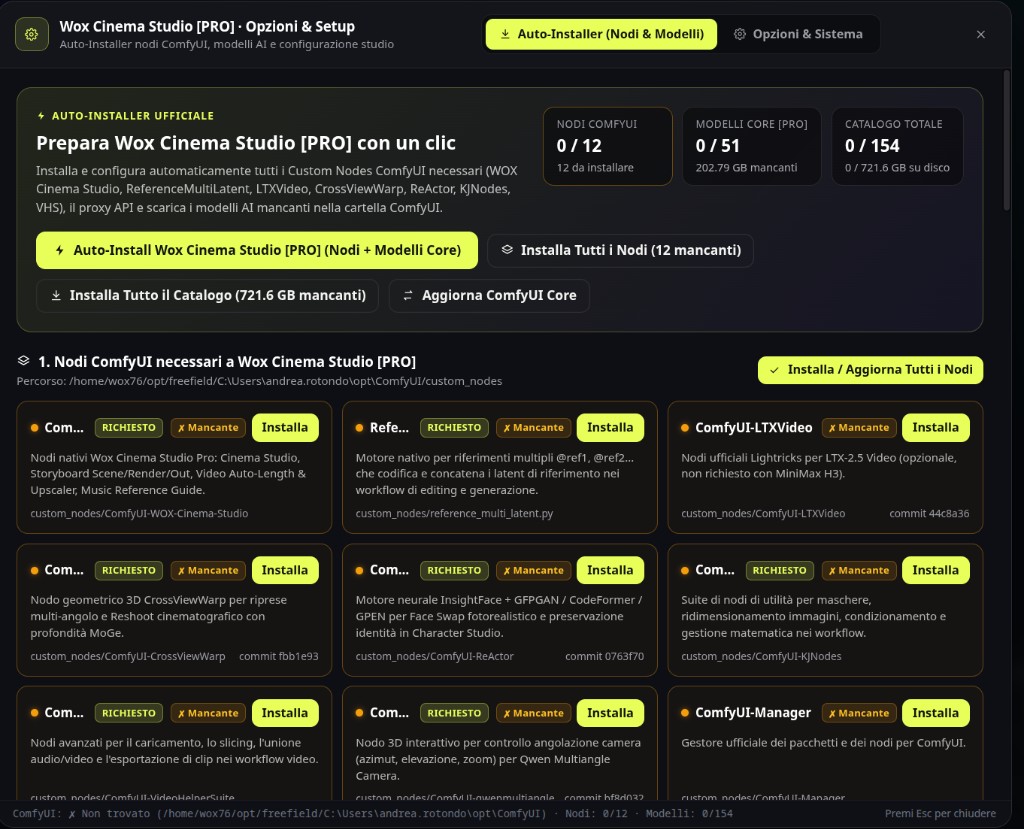 Wox Cinema Studio [PRO] · Opzioni & Setup
Auto-Installer nodi ComfyUI, modelli AI e configurazione studio
Auto-Installer (Nodi & Modelli)
Opzioni & Sistema
AUTO-INSTALLER UFFICIALE
Prepara Wox Cinema Studio [PRO] con un clic
Installa e configura automaticamente tutti i Custom Nodes ComfyUI necessari (WOX
Cinema Studio, ReferenceMultiLatent, LTXVideo, CrossViewWarp, ReActor, KJNodes,
VHS), il proxy API e scarica i modelli AI mancanti nella cartella ComfyUI.
NODI COMFYUI
0 / 12
12 da installare
MODELLI CORE [PRO]
0 / 51
202.79 GB mancanti
CATALOGO TOTALE
0 / 154
0 / 721.6 GB su disco
Auto-Install Wox Cinema Studio [PRO] (Nodi + Modelli Core)
Installa Tutti i Nodi (12 mancanti)
Installa Tutto il Catalogo (721.6 GB mancanti)
Aggiorna ComfyUI Core
1. Nodi ComfyUI necessari a Wox Cinema Studio [PRO]
Percorso: /home/wox76/opt/freefield/C:\Users\andrea.rotondo\opt\ComfyUI/custom_nodes
✓ Installa / Aggiorna Tutti i Nodi
Com... RICHIESTO ✗ Mancante Installa
Nodi nativi Wox Cinema Studio Pro: Cinema Studio,
Storyboard Scene/Render/Out, Video Auto-Length &
Upscaler, Music Reference Guide.
custom_nodes/ComfyUI-WOX-Cinema-Studio
Refe... RICHIESTO ✗ Mancante Installa
Motore nativo per riferimenti multipli @ref1, @ref2...
che codifica e concatena i latent di riferimento nei
workflow di editing e generazione.
custom_nodes/reference_multi_latent.py
ComfyUI-LTXVideo ✗ Mancante Installa
Nodi ufficiali Lightricks per LTX-2.5 Video (opzionale,
non richiesto con MiniMax H3).
custom_nodes/ComfyUI-LTXVideo commit 44c8a36
Com... RICHIESTO ✗ Mancante Installa
Nodo geometrico 3D CrossViewWarp per riprese
multi-angolo e Reshoot cinematografico con
profondità MoGe.
custom_nodes/ComfyUI-CrossViewWarp commit fbb1e93
Com... RICHIESTO ✗ Mancante Installa
Motore neurale InsightFace + GFPGAN / CodeFormer /
GPEN per Face Swap fotorealistico e preservazione
identità in Character Studio.
custom_nodes/ComfyUI-ReActor commit 0763f70
Com... RICHIESTO ✗ Mancante Installa
Suite di nodi di utilità per maschere,
ridimensionamento immagini, condizionamento e
gestione matematica nei workflow.
custom_nodes/ComfyUI-KJNodes
Com... RICHIESTO ✗ Mancante Installa
Nodi avanzati per il caricamento, lo slicing, l'unione
audio/video e l'esportazione di clip nei workflow video.
custom_nodes/ComfyUI-VideoHelperSuite
Com... RICHIESTO ✗ Mancante Installa
Nodo 3D interattivo per controllo angolazione camera
(azimut, elevazione, zoom) per Qwen Multiangle
Camera.
custom_nodes/ComfyUI-qwenmultiangle commit bf8d032
ComfyUI-Manager ✗ Mancante Installa
Gestore ufficiale dei pacchetti e dei nodi per ComfyUI.
custom_nodes/ComfyUI-Manager
ComfyUI: ✗ Non trovato (/home/wox76/opt/freefield/C:\Users\andrea.rotondo\opt\ComfyUI) · Nodi: 0/12 · Modelli: 0/154
Premi Esc per chiudere